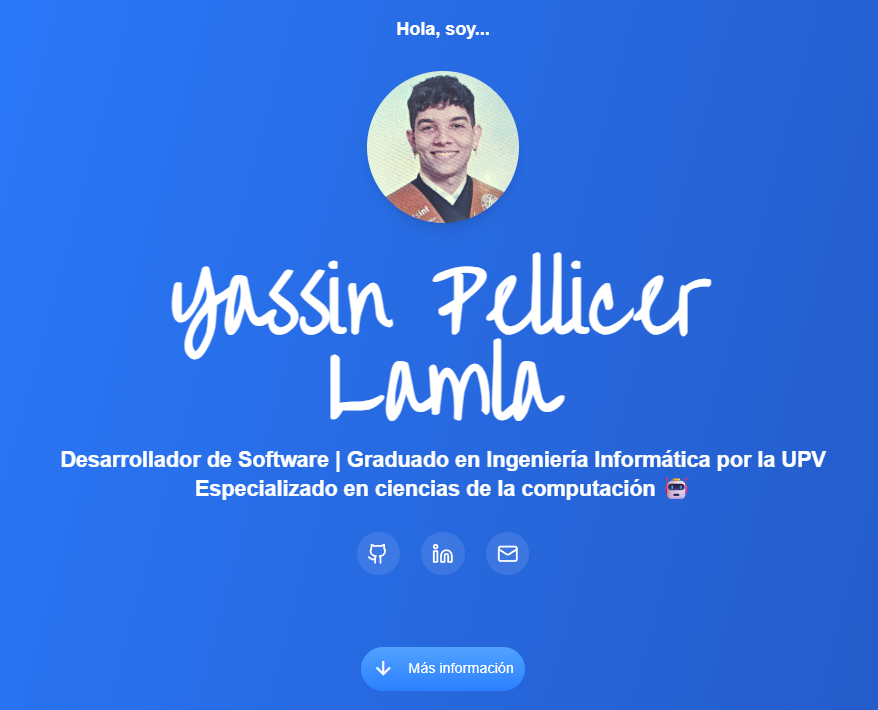 Hola, soy...
Yassin Pellicer
Lamla
Desarrollador de Software | Graduado en Ingeniería Informática por la UPV
Especializado en ciencias de la computación 🤖
Más información